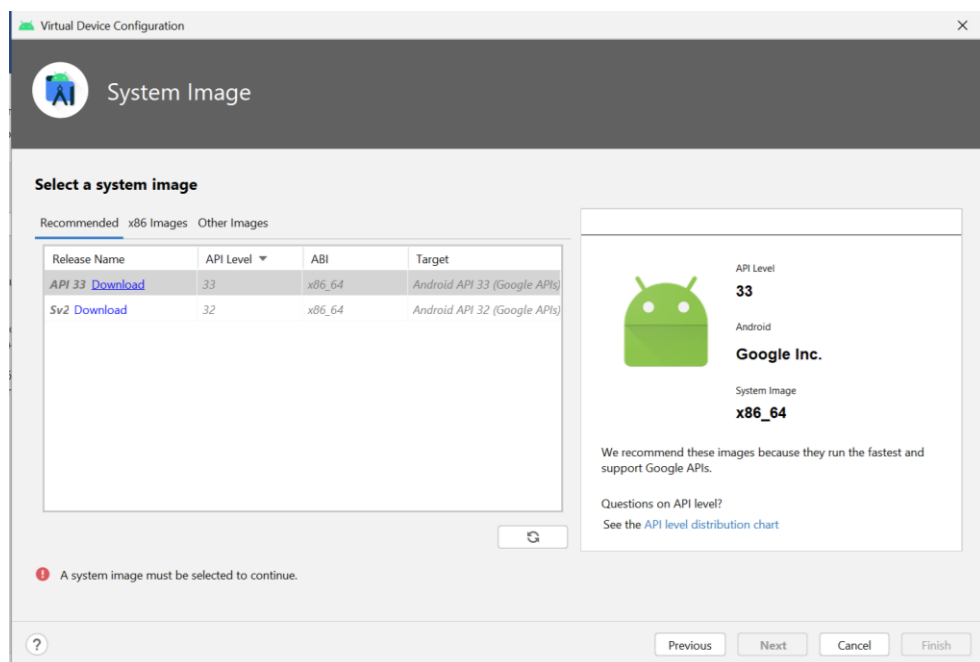 Virtual Device Configuration
System Image
Select a system image
Recommended x86 Images Other Images
Release Name API Level ABI Target
API 33 Download 33 x86_64 Android API 33 (Google APIs)
Sv2 Download 32 x86_64 Android API 32 (Google APIs)
API Level
33
Android
Google Inc.
System Image
x86_64
We recommend these images because they run the fastest and
support Google APIs.
Questions on API level?
See the API level distribution chart
A system image must be selected to continue.
? Previous Next Cancel Finish